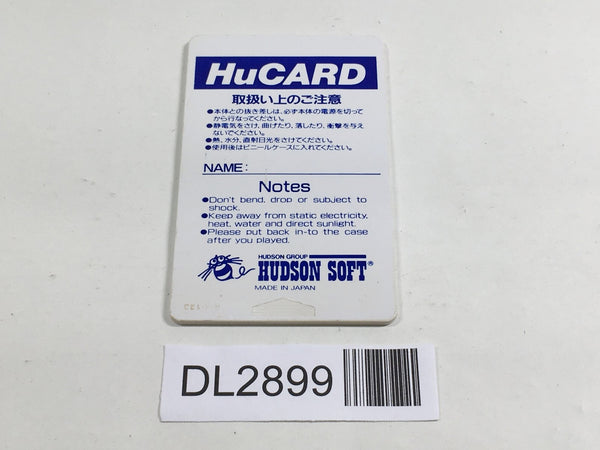 HuCARD
取扱い上のご注意
●本体との抜き差しは、必ず本体の電源を切って
から行なってください。
●静電気をさけ、曲げたり、落したり、衝撃を与え
ないでください。
●熱、水分、直射日光をさけてください。
●使用後はビニールケースに入れてください。
NAME:
Notes
●Don't bend, drop or subject to
shock.
●Keep away from static electricity,
heat, water and direct sunlight.
●Please put back in-to the case
after you played.
HUDSON GROUP
HUDSON SOFT®
MADE IN JAPAN
DL2899